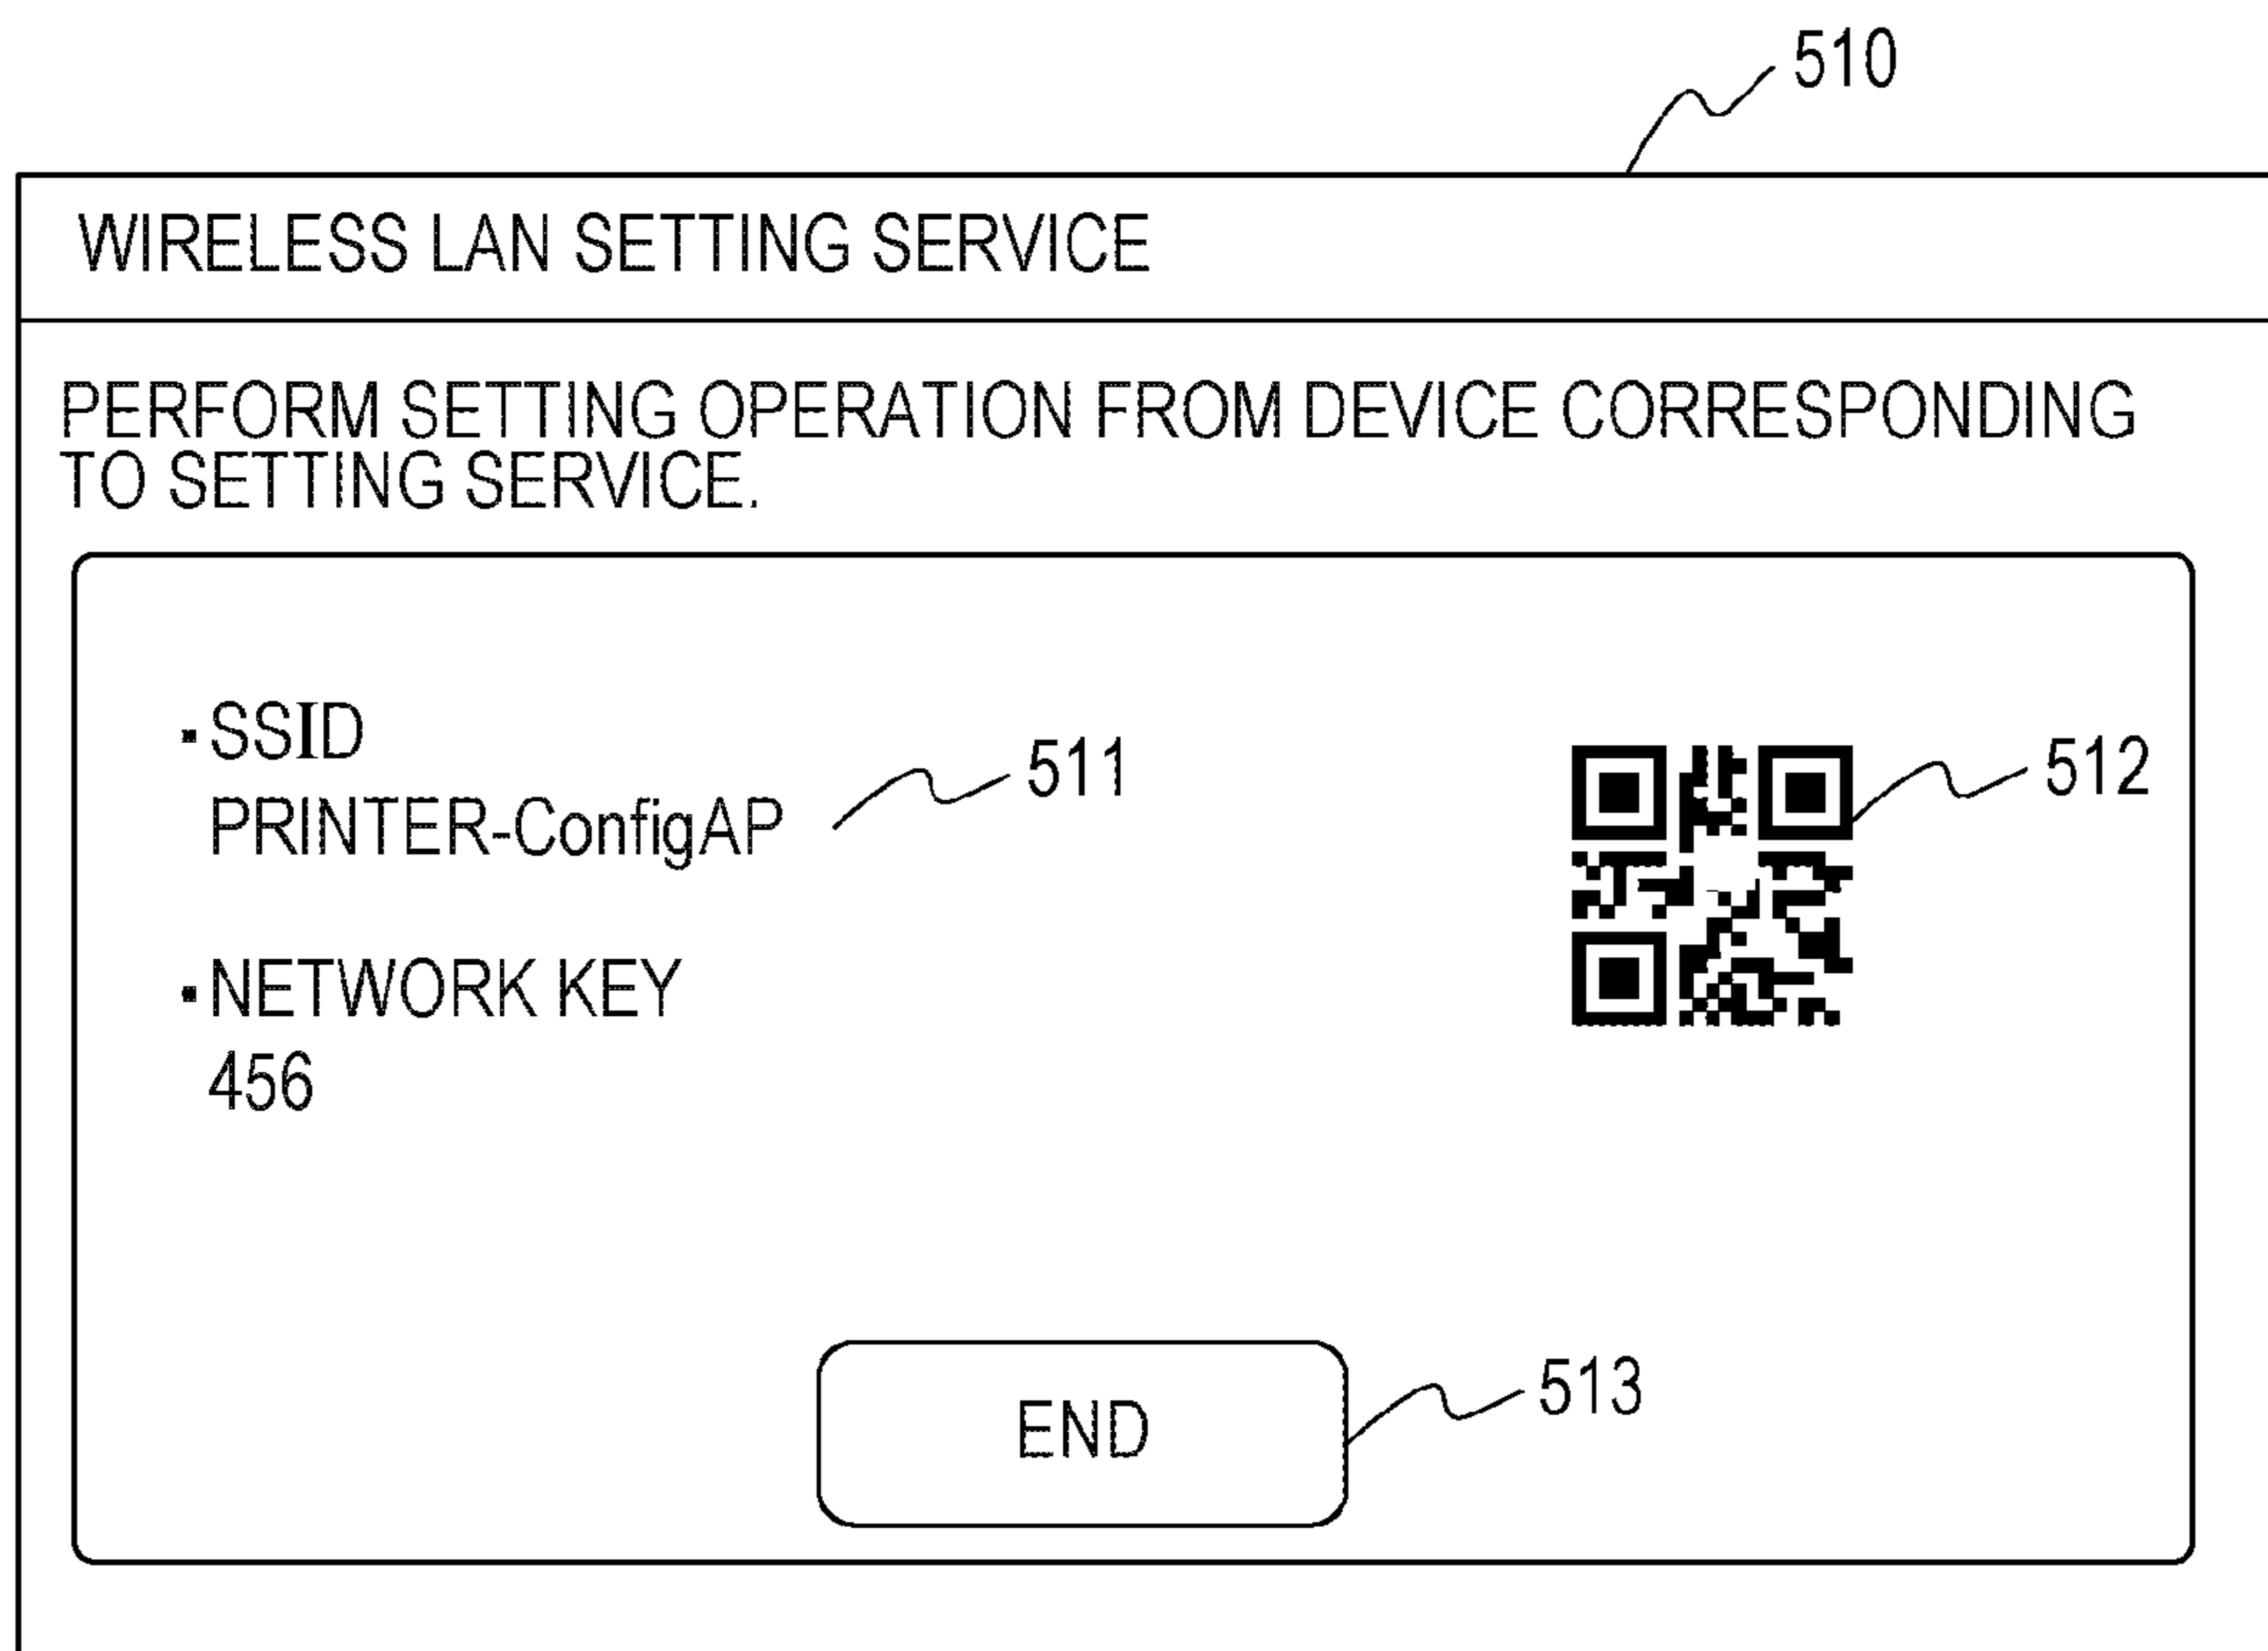 510
WIRELESS LAN SETTING SERVICE
PERFORM SETTING OPERATION FROM DEVICE CORRESPONDING
TO SETTING SERVICE.
・SSID
PRINTER-ConfigAP
511
512
・NETWORK KEY
456
END
513